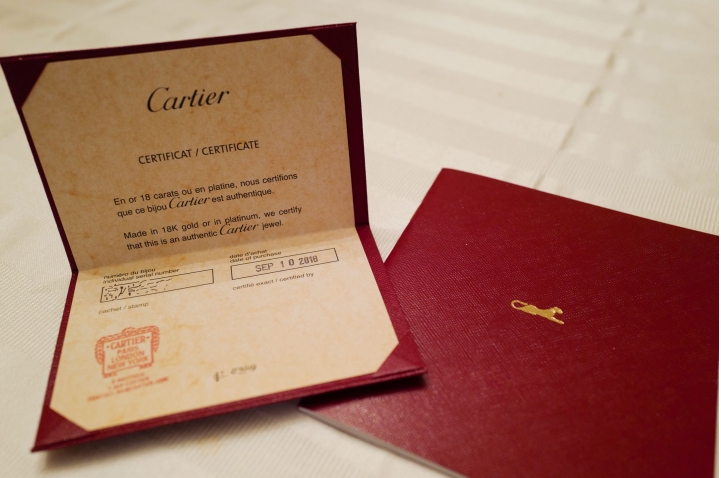 Cartier
CERTIFICAT / CERTIFICATE
En or 18 carats ou en platine, nous certifions
que ce bijou Cartier est authentique.
Made in 18K gold or in platinum, we certify
that this is an authentic Cartier jewel.
numéro du bijou
individual serial number
date d'achat
date of purchase
SEP 10 2018
cachet / stamp
certifié exact / certified by
CARTIER
PARIS
LONDON
NEW YORK